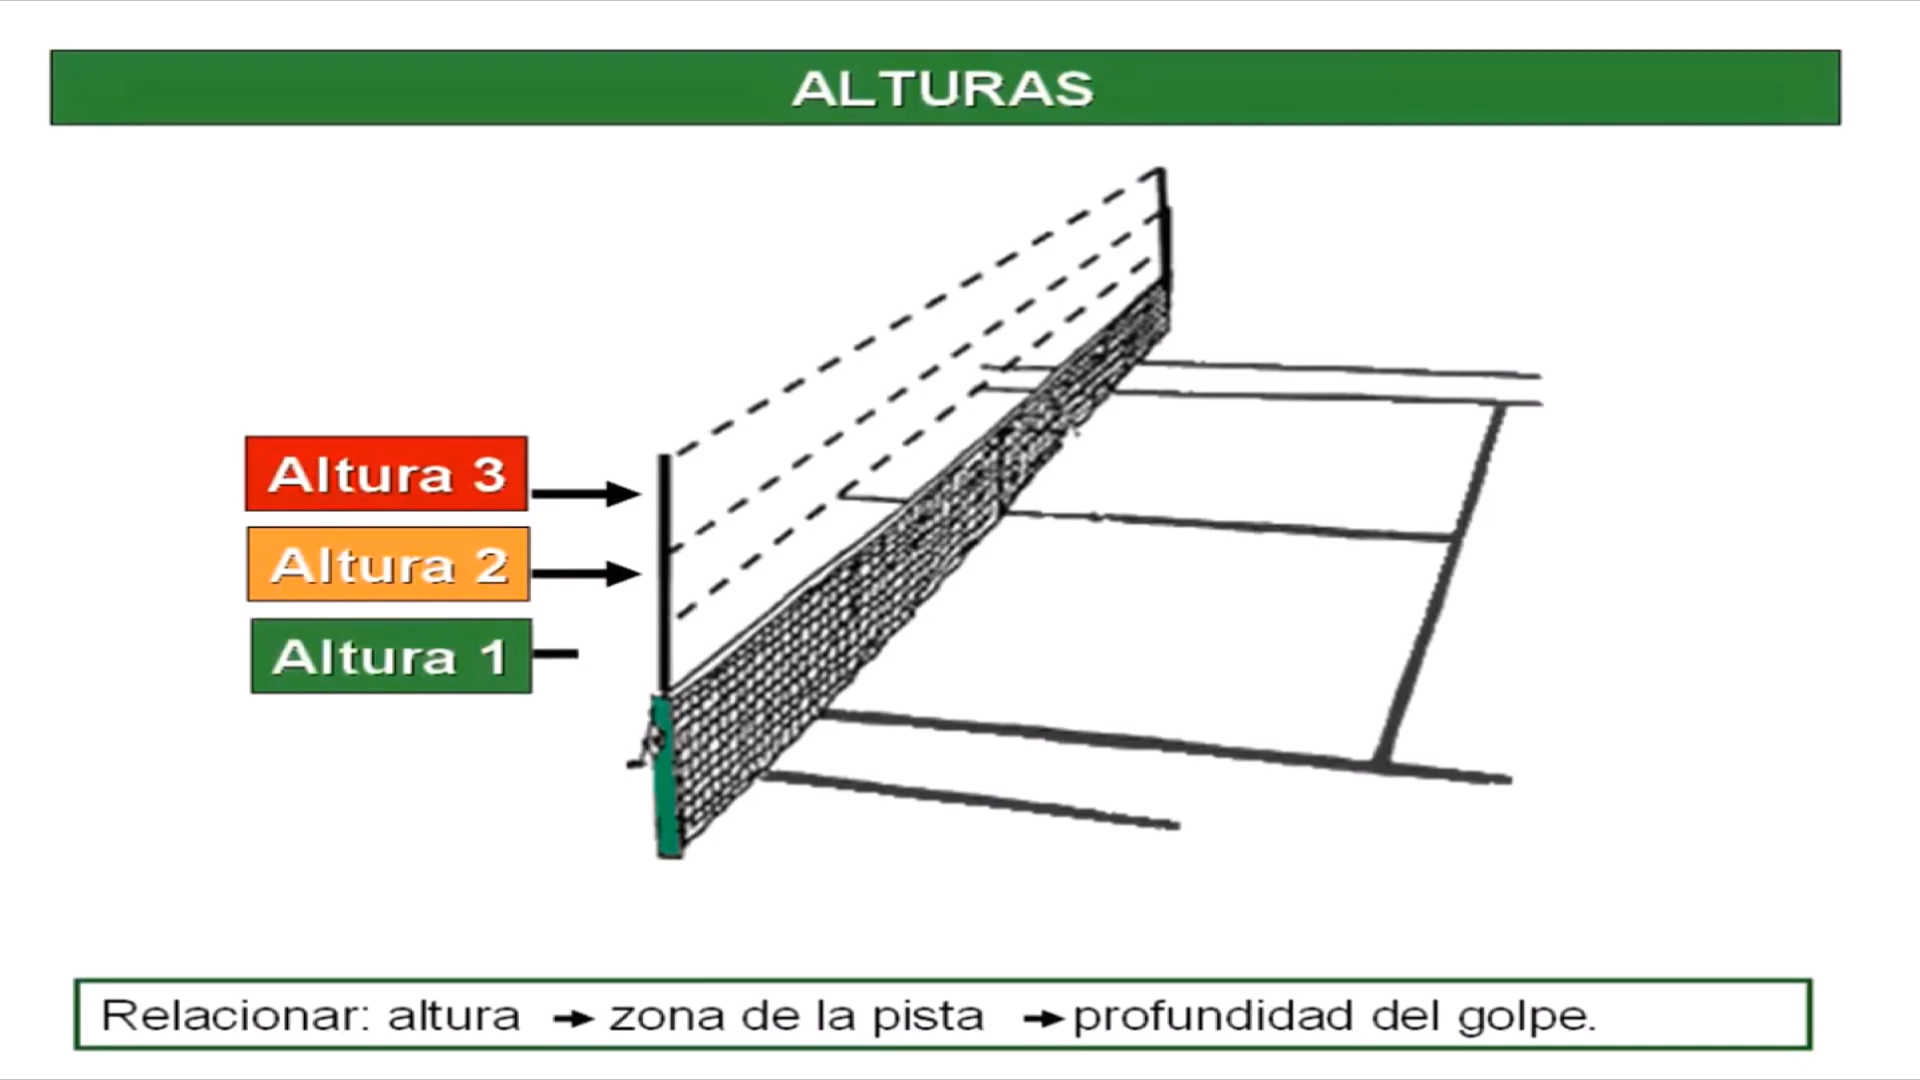 ALTURAS
Altura 3
Altura 2
Altura 1
Relacionar: altura → zona de la pista → profundidad del golpe.